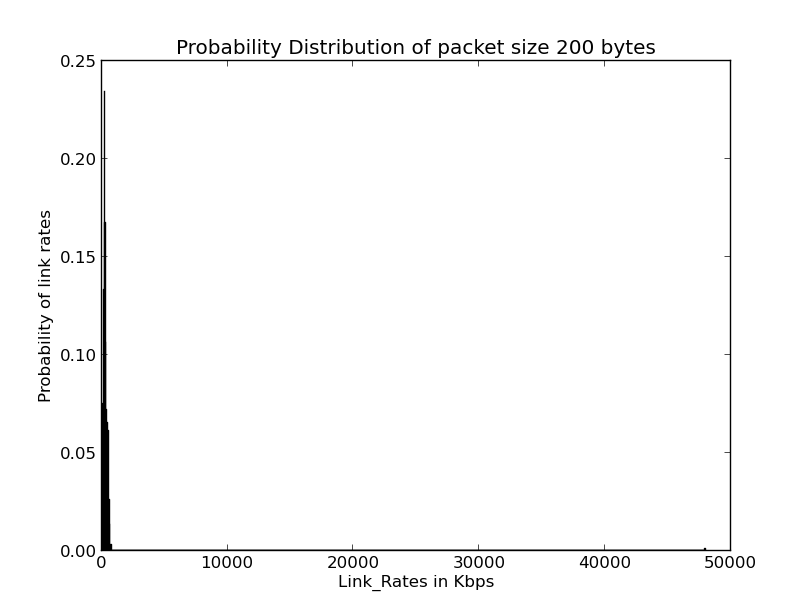 Probability Distribution of packet size 200 bytes
0.25
0.20
0.15
0.10
0.05
0.00
Probability of link rates
0 10000 20000 30000 40000 50000
Link_Rates in Kbps